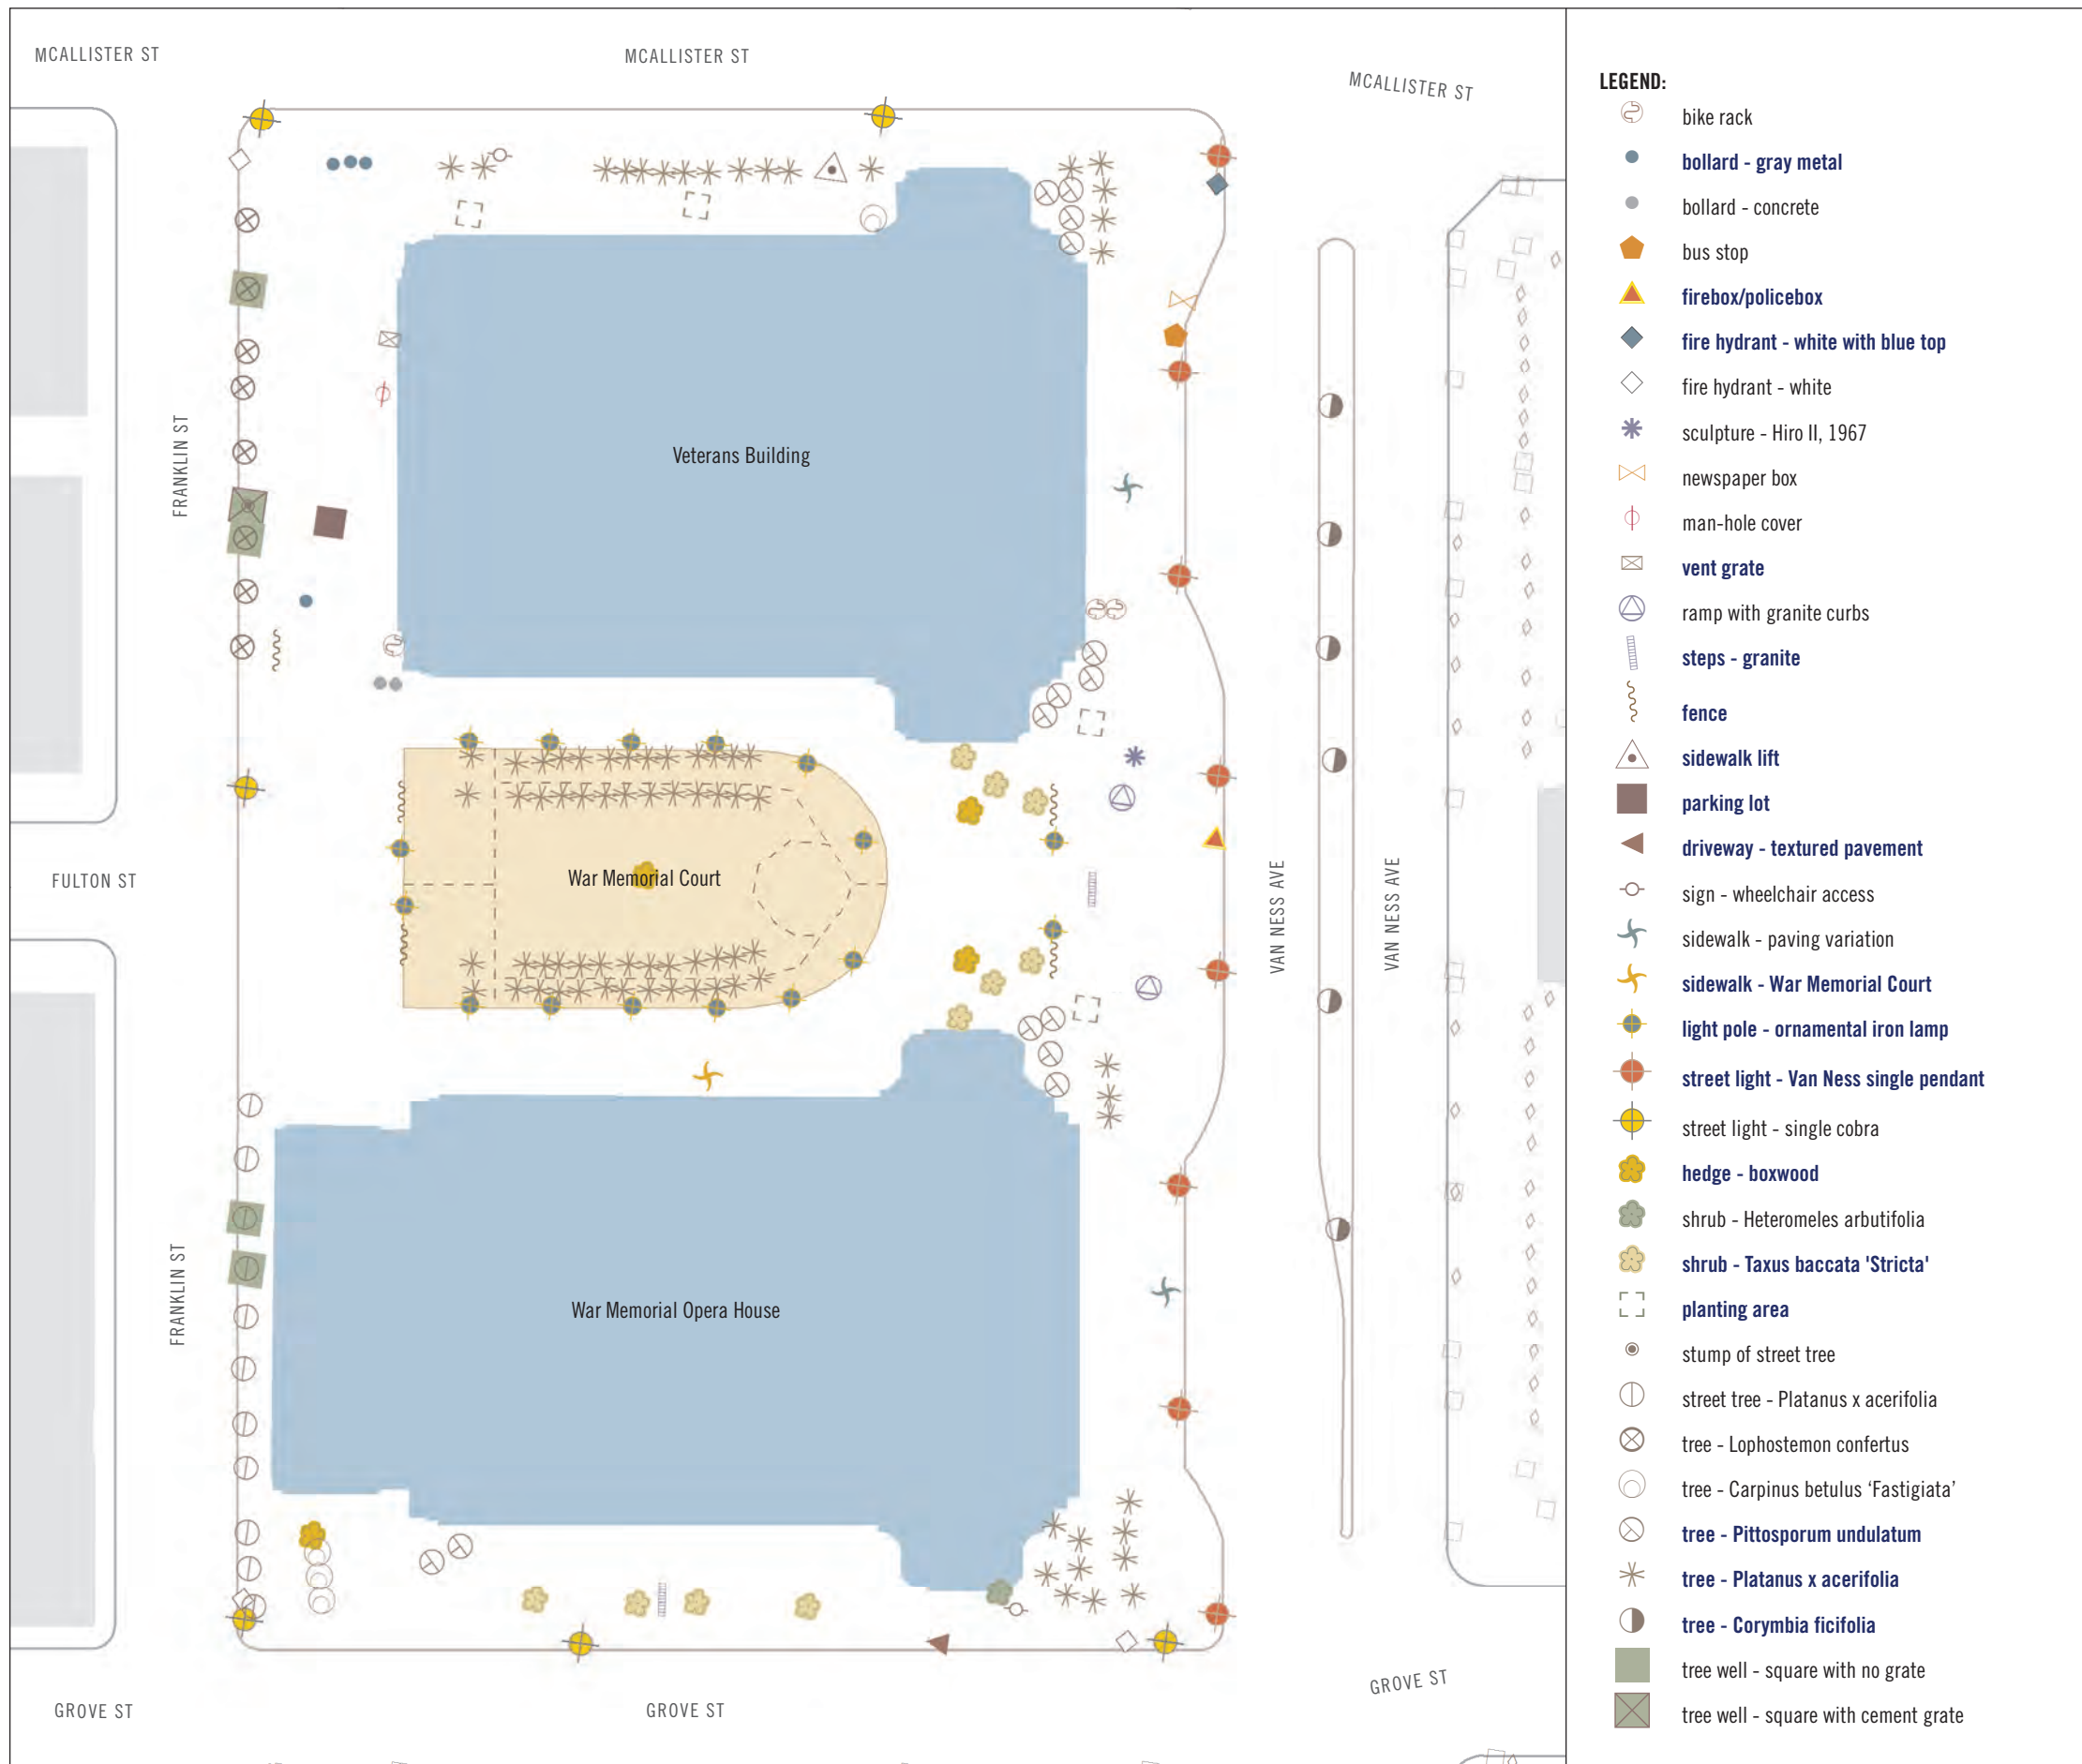 MCALLISTER ST
MCALLISTER ST
MCALLISTER ST
FRANKLIN ST
Veterans Building
War Memorial Court
FULTON ST
VAN NESS AVE
VAN NESS AVE
FRANKLIN ST
War Memorial Opera House
GROVE ST
GROVE ST
GROVE ST
LEGEND:
bike rack
bollard - gray metal
bollard - concrete
bus stop
firebox/policebox
fire hydrant - white with blue top
fire hydrant - white
sculpture - Hiro II, 1967
newspaper box
man-hole cover
vent grate
ramp with granite curbs
steps - granite
fence
sidewalk lift
parking lot
driveway - textured pavement
sign - wheelchair access
sidewalk - paving variation
sidewalk - War Memorial Court
light pole - ornamental iron lamp
street light - Van Ness single pendant
street light - single cobra
hedge - boxwood
shrub - Heteromeles arbutifolia
shrub - Taxus baccata 'Stricta'
planting area
stump of street tree
street tree - Platanus x acerifolia
tree - Lophostemon confertus
tree - Carpinus betulus ‘Fastigiata’
tree - Pittosporum undulatum
tree - Platanus x acerifolia
tree - Corymbia ficifolia
tree well - square with no grate
tree well - square with cement grate